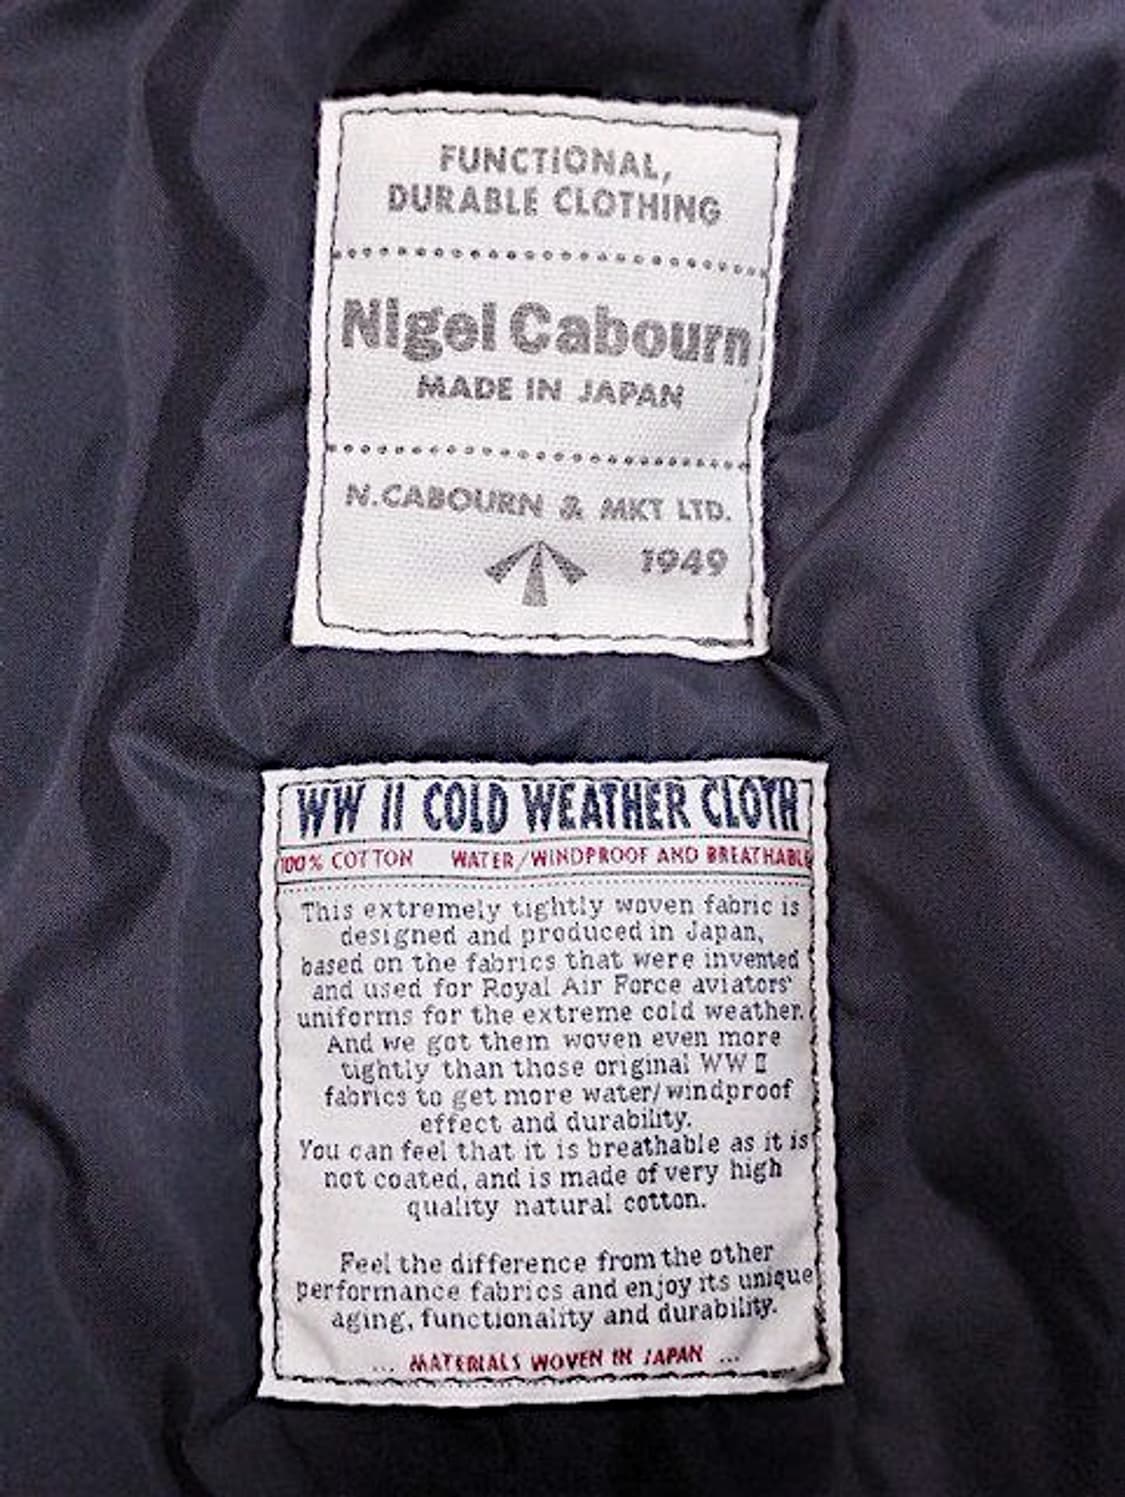 FUNCTIONAL,
DURABLE CLOTHING
Nigel Cabourn
MADE IN JAPAN
N.CABOURN & MKT LTD.
1949
WW II COLD WEATHER CLOTH
100% COTTON WATER/WINDPROOF AND BREATHABLE
This extremely tightly woven fabric is
designed and produced in Japan,
based on the fabrics that were invented
and used for Royal Air Force aviators'
uniforms for the extreme cold weather.
And we got them woven even more
tightly than those original WW II
fabrics to get more water/windproof
effect and durability.
You can feel that it is breathable as it is
not coated, and is made of very high
quality natural cotton.
Feel the difference from the other
performance fabrics and enjoy its unique
aging, functionality and durability.
... MATERIALS WOVEN IN JAPAN ...